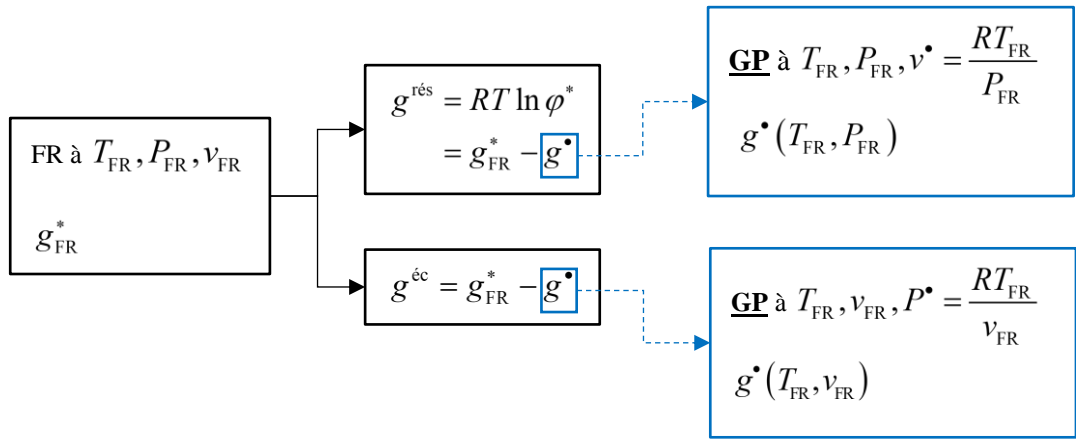 FR à T_FR, P_FR, v_FR
g*_FR
g^rés = RT ln φ*
= g*_FR − g^•
g^éc = g*_FR − g^•
GP à T_FR, P_FR, v^• = RT_FR / P_FR
g^•(T_FR, P_FR)
GP à T_FR, v_FR, P^• = RT_FR / v_FR
g^•(T_FR, v_FR)